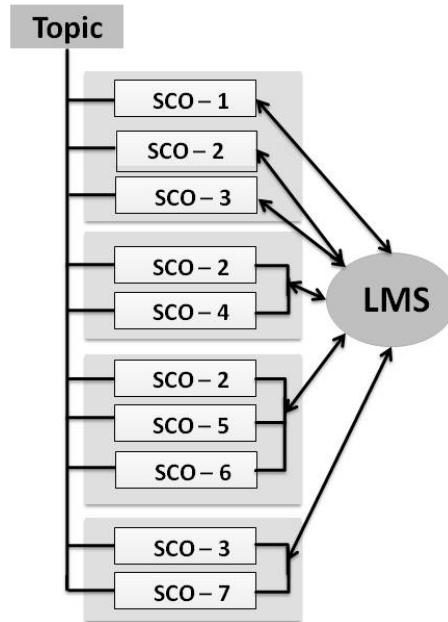 Topic
SCO – 1
SCO – 2
SCO – 3
SCO – 2
SCO – 4
LMS
SCO – 2
SCO – 5
SCO – 6
SCO – 3
SCO – 7